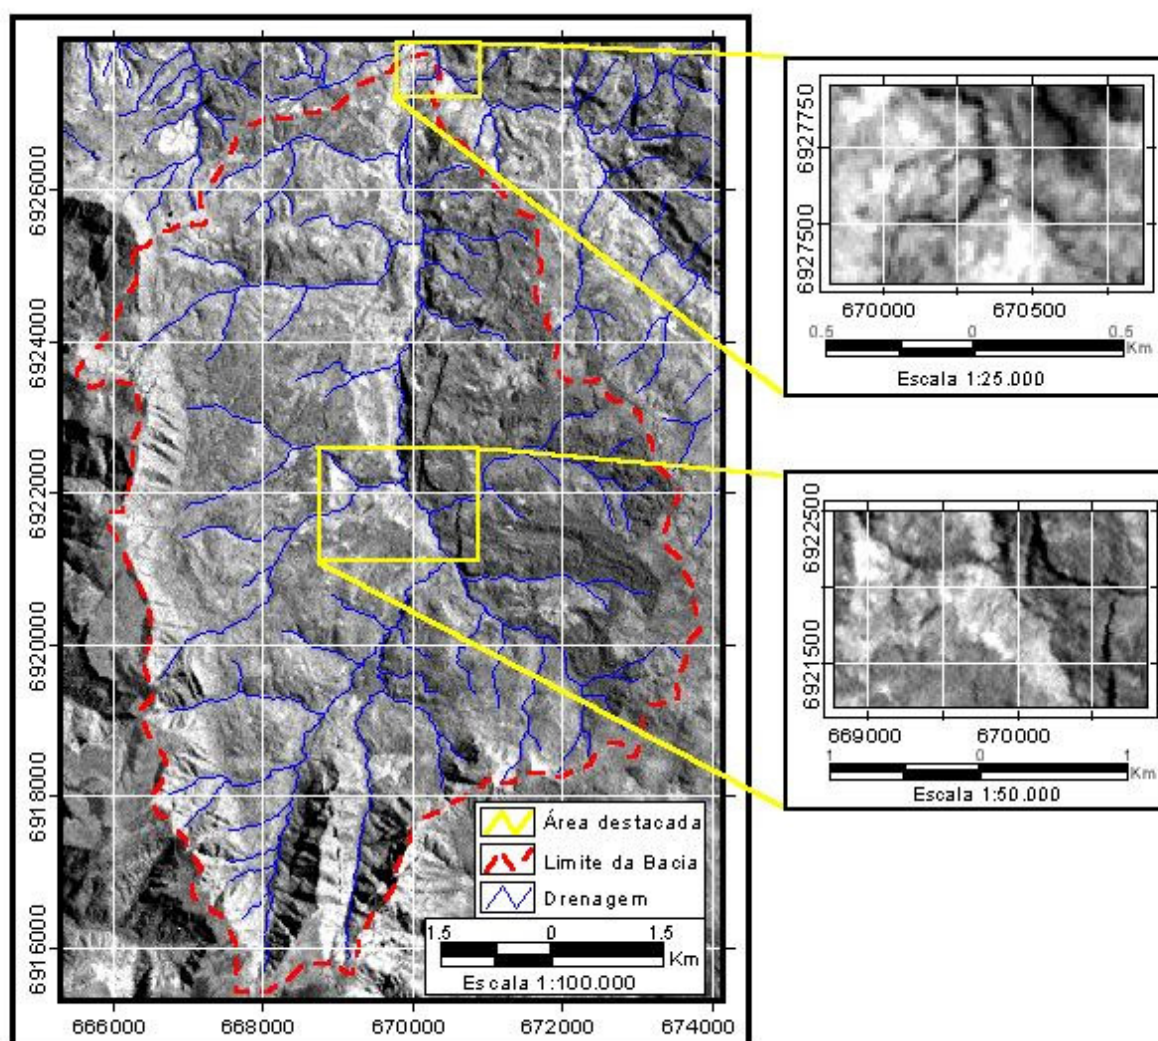 6926000
6924000
6922000
6920000
6918000
6916000
666000 668000 670000 672000 674000
Área destacada
Limite da Bacia
Drenagem
1.5 0 1.5
Km
Escala 1:100.000
6927750
6927500
670000 670500
0.5 0 0.5
Km
Escala 1:25.000
6922500
6921500
669000 670000
1 0 1
Km
Escala 1:50.000